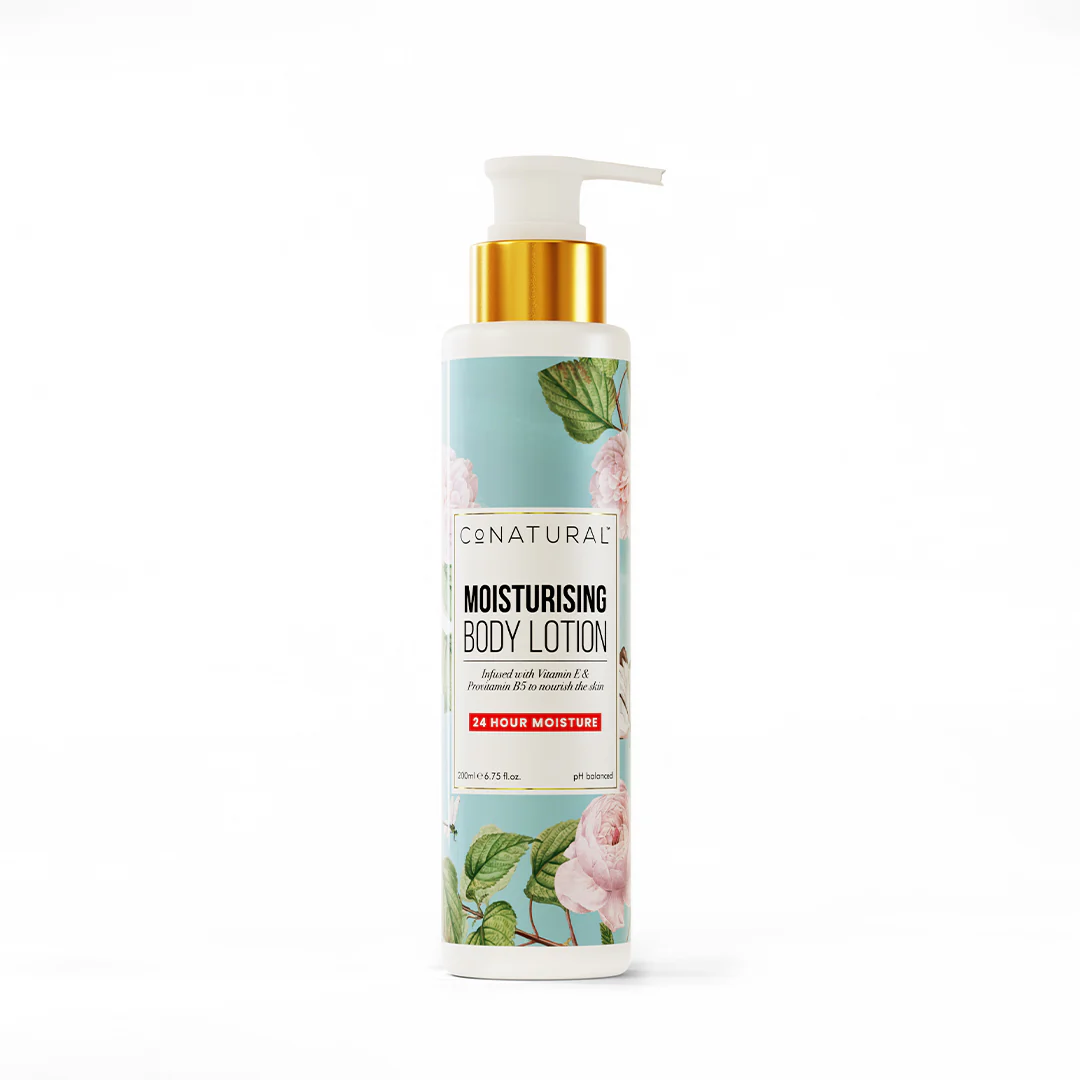 CoNATURAL™
MOISTURISING
BODY LOTION
Infused with Vitamin E &
Provitamin B5 to nourish the skin
24 HOUR MOISTURE
200ml ℮ 6.75 fl.oz. pH balanced